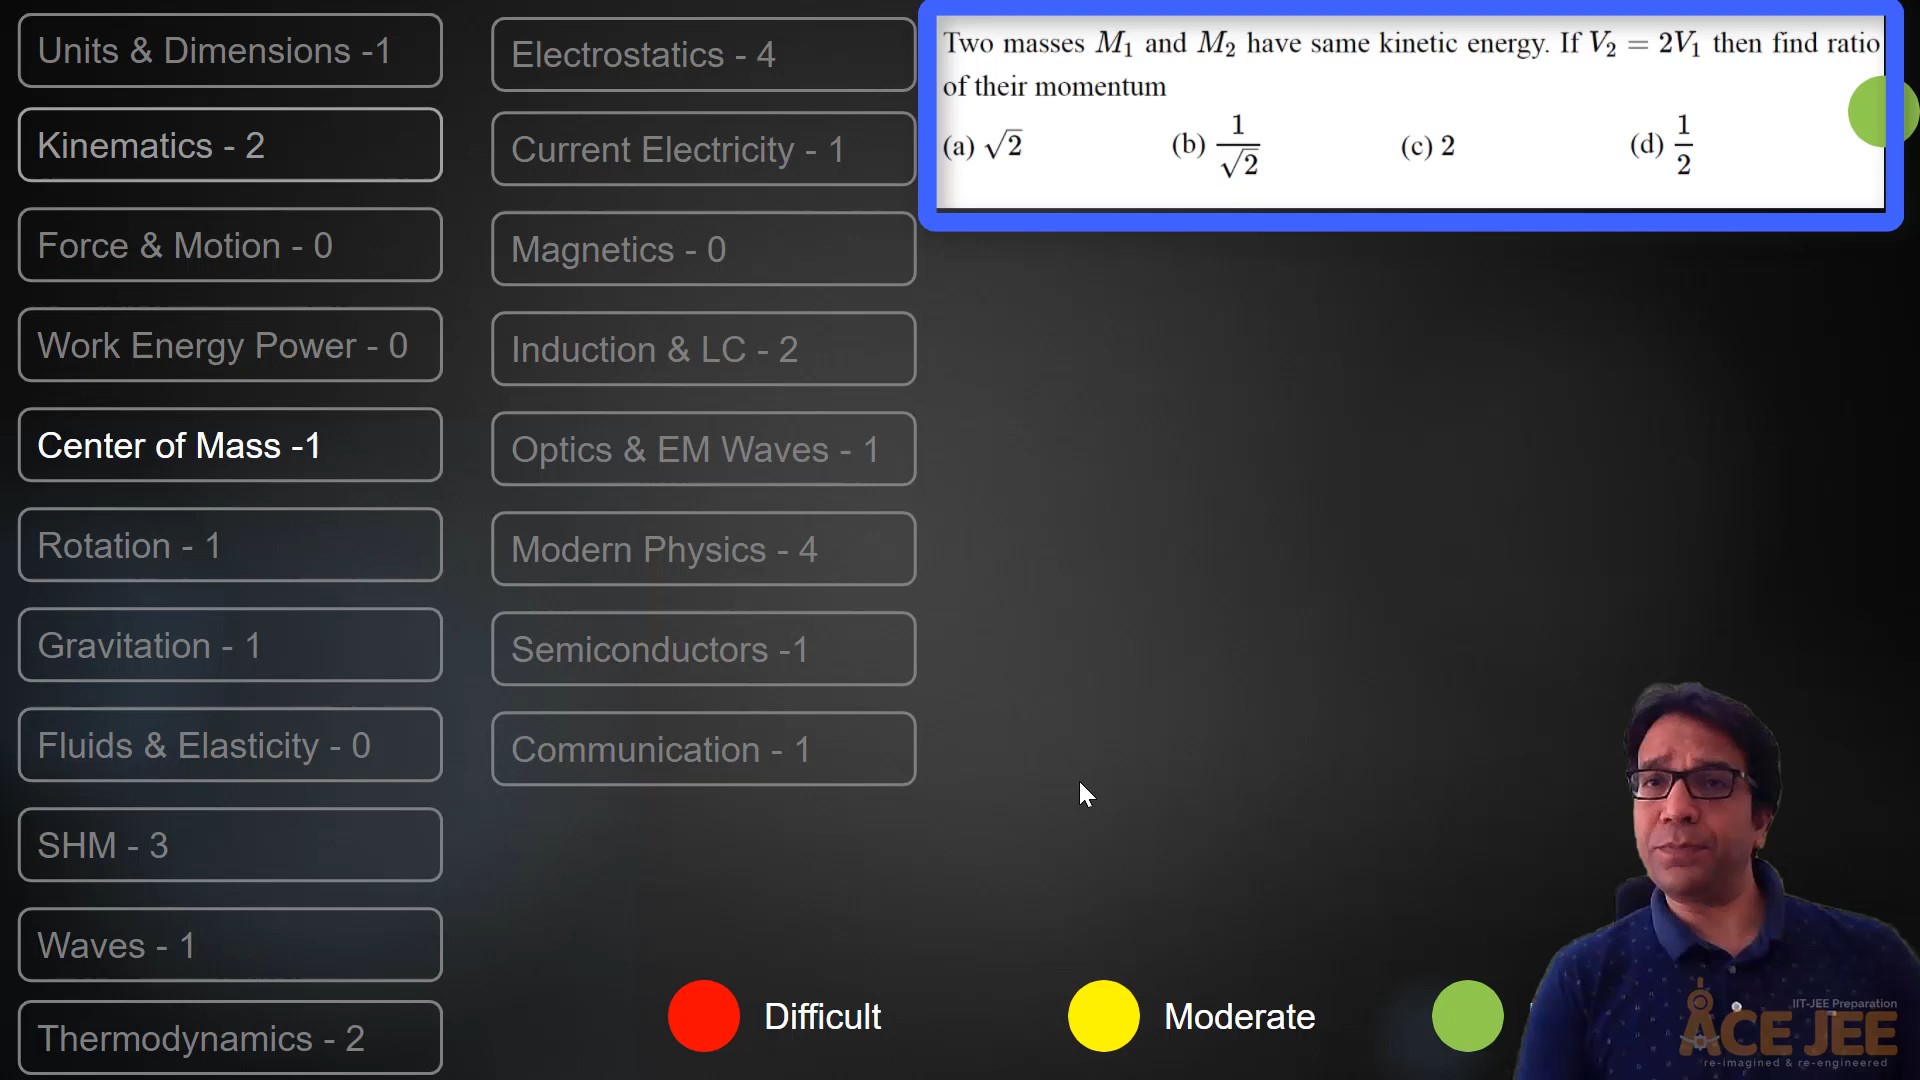 Units & Dimensions -1
Kinematics - 2
Force & Motion - 0
Work Energy Power - 0
Center of Mass -1
Rotation - 1
Gravitation - 1
Fluids & Elasticity - 0
SHM - 3
Waves - 1
Thermodynamics - 2
Electrostatics - 4
Current Electricity - 1
Magnetics - 0
Induction & LC - 2
Optics & EM Waves - 1
Modern Physics - 4
Semiconductors -1
Communication - 1
Two masses M₁ and M₂ have same kinetic energy. If V₂ = 2V₁ then find ratio
of their momentum
(a) √2 (b) 1/√2 (c) 2 (d) 1/2
Difficult
Moderate
IIT-JEE Preparation
ACE JEE
re-imagined & re-engineered